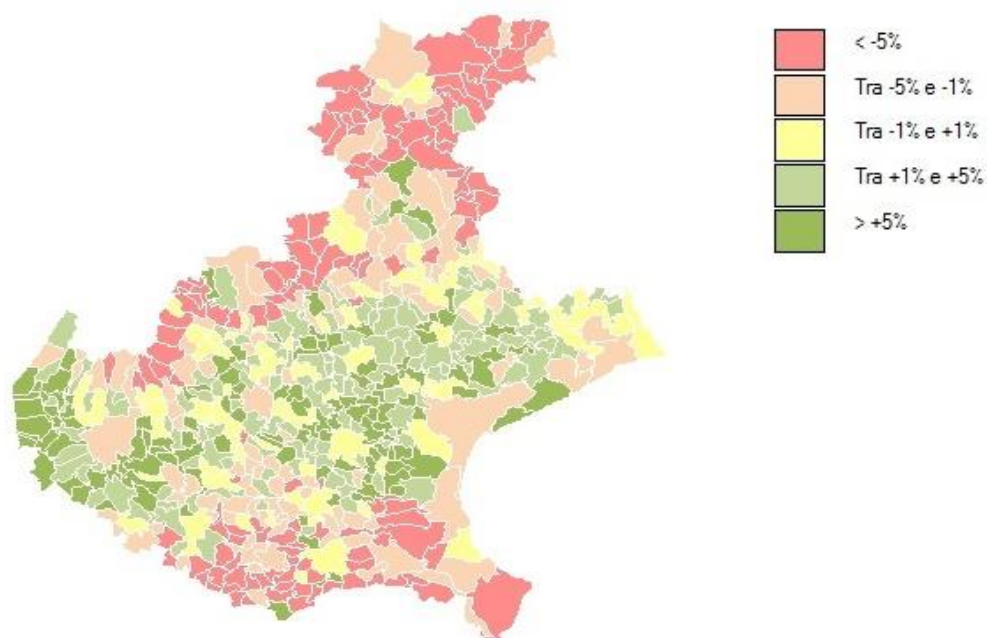 < -5%
Tra -5% e -1%
Tra -1% e +1%
Tra +1% e +5%
> +5%